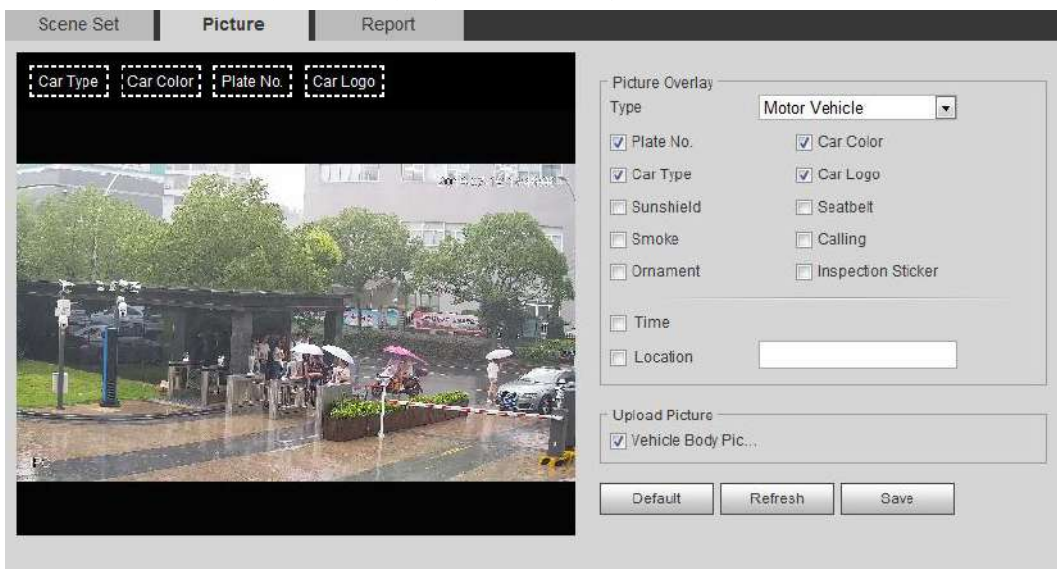 Scene Set Picture Report
Car Type Car Color Plate No. Car Logo
Picture Overlay
Type Motor Vehicle
Plate No. Car Color
Car Type Car Logo
Sunshield Seatbelt
Smoke Calling
Ornament Inspection Sticker
Time
Location
Upload Picture
Vehicle Body Pic...
Default Refresh Save